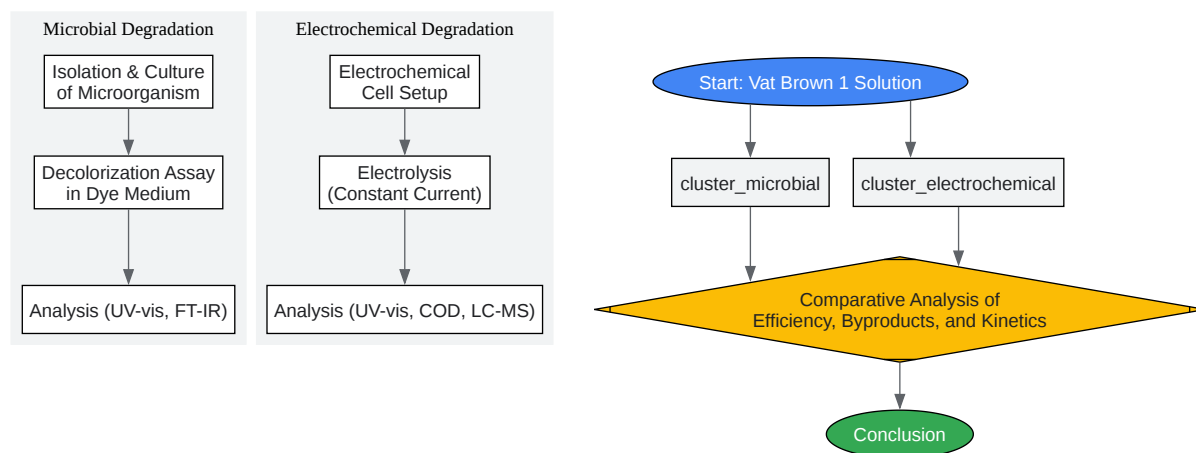 Microbial Degradation
Isolation & Culture
of Microorganism
Decolorization Assay
in Dye Medium
Analysis (UV-vis, FT-IR)
Electrochemical Degradation
Electrochemical
Cell Setup
Electrolysis
(Constant Current)
Analysis (UV-vis, COD, LC-MS)
Start: Vat Brown 1 Solution
cluster_microbial
cluster_electrochemical
Comparative Analysis of
Efficiency, Byproducts, and Kinetics
Conclusion